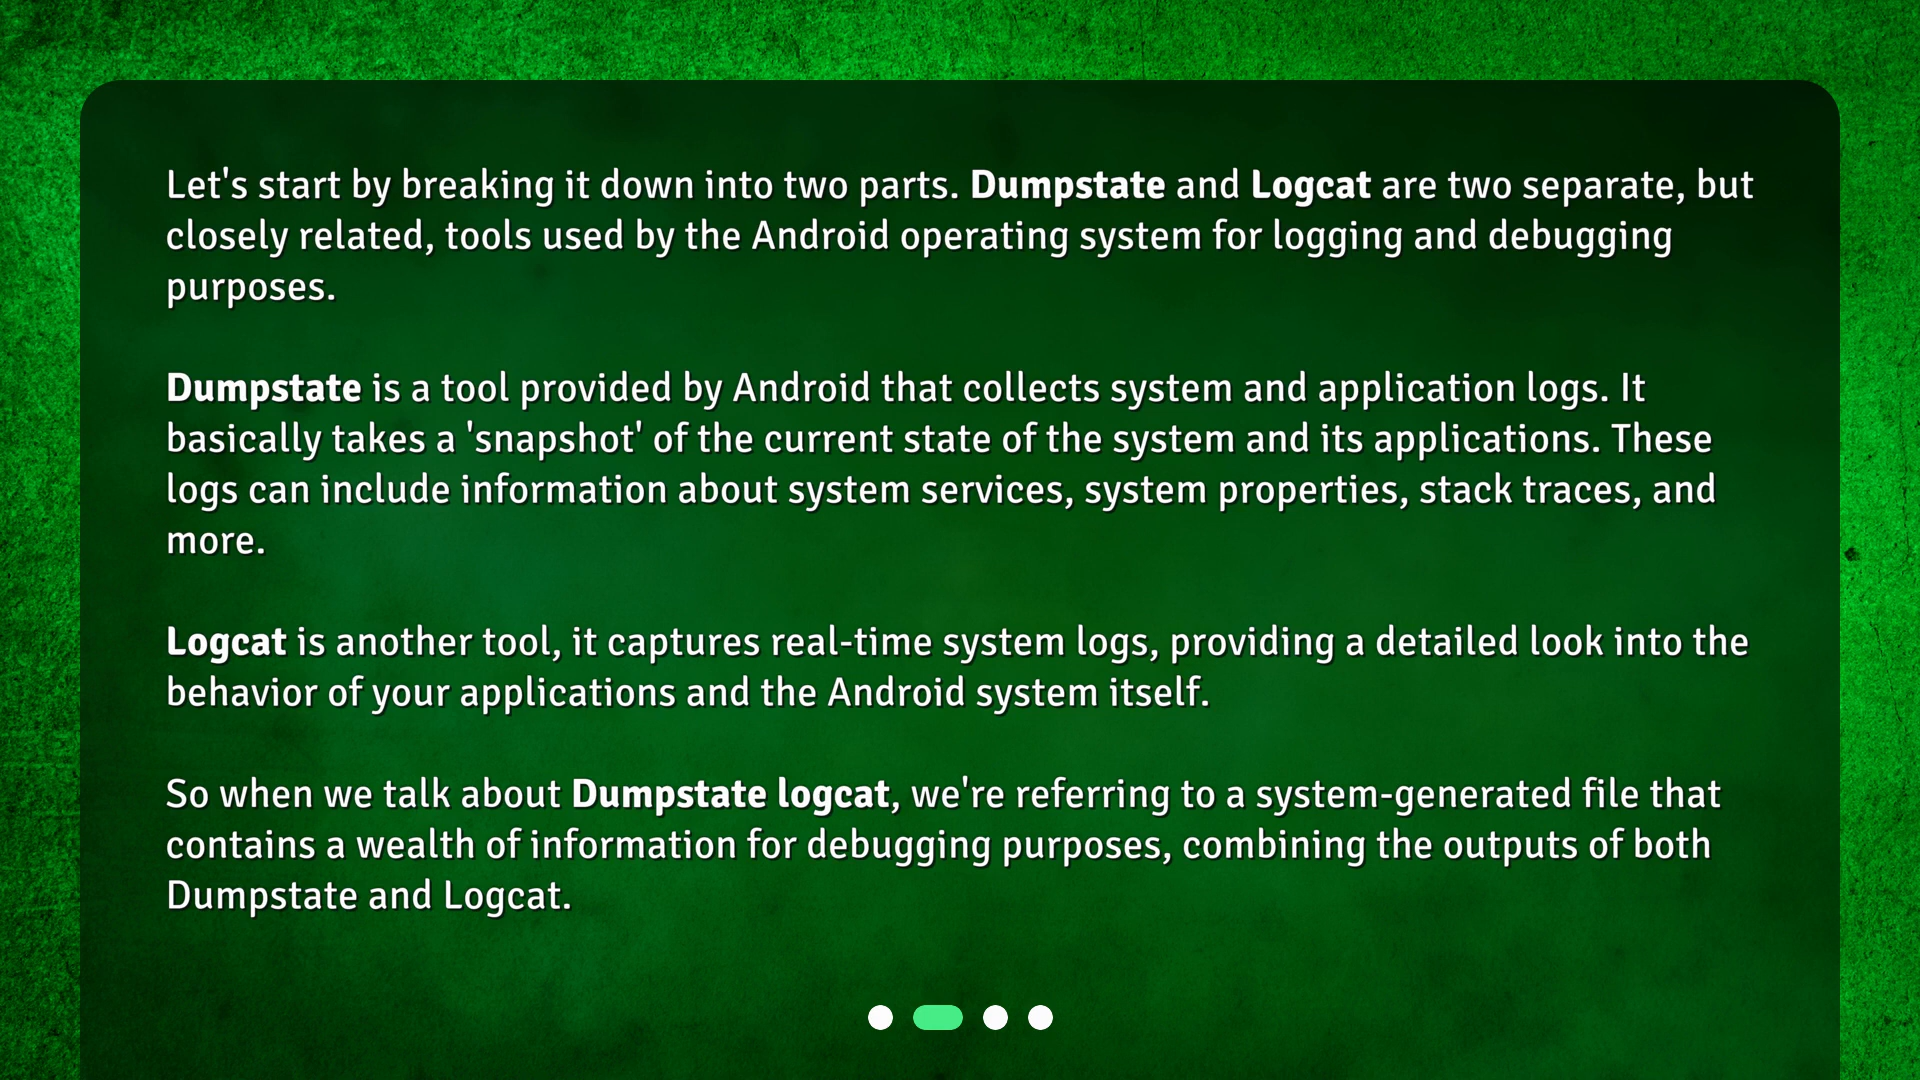 Let's start by breaking it down into two parts. Dumpstate and Logcat are two separate, but
closely related, tools used by the Android operating system for logging and debugging
purposes.
Dumpstate is a tool provided by Android that collects system and application logs. It
basically takes a 'snapshot' of the current state of the system and its applications. These
logs can include information about system services, system properties, stack traces, and
more.
Logcat is another tool, it captures real-time system logs, providing a detailed look into the
behavior of your applications and the Android system itself.
So when we talk about Dumpstate logcat, we're referring to a system-generated file that
contains a wealth of information for debugging purposes, combining the outputs of both
Dumpstate and Logcat.